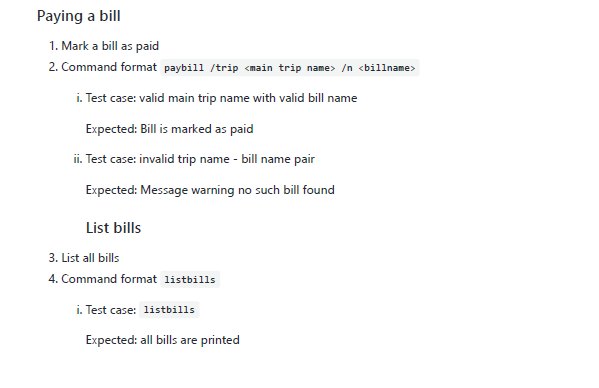 Paying a bill
1. Mark a bill as paid
2. Command format paybill /trip <main trip name> /n <billname>
i. Test case: valid main trip name with valid bill name
Expected: Bill is marked as paid
ii. Test case: invalid trip name - bill name pair
Expected: Message warning no such bill found
List bills
3. List all bills
4. Command format listbills
i. Test case: listbills
Expected: all bills are printed